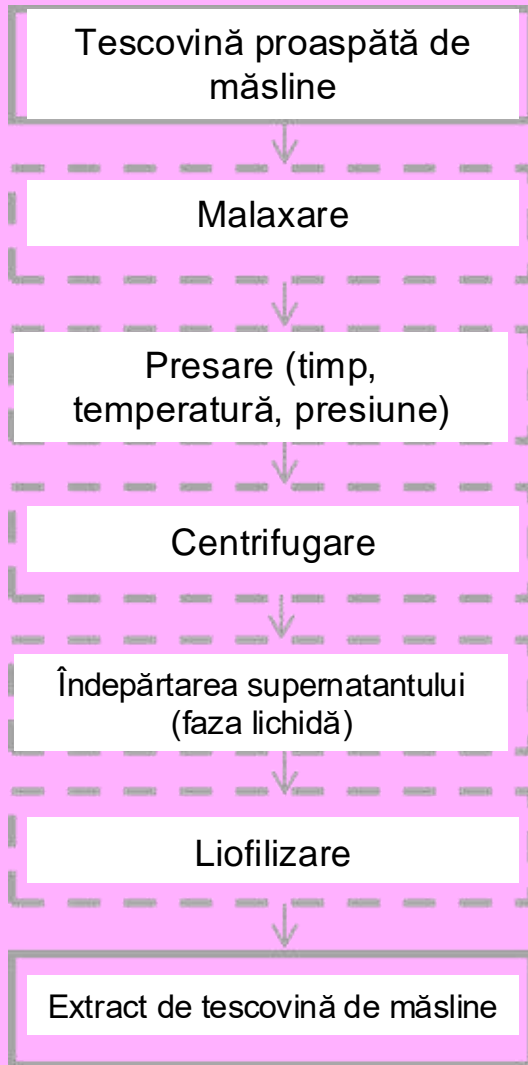 Tescovină proaspătă de
măsline
Malaxare
Presare (timp,
temperatură, presiune)
Centrifugare
Îndepărtarea supernatantului
(faza lichidă)
Liofilizare
Extract de tescovină de măsline